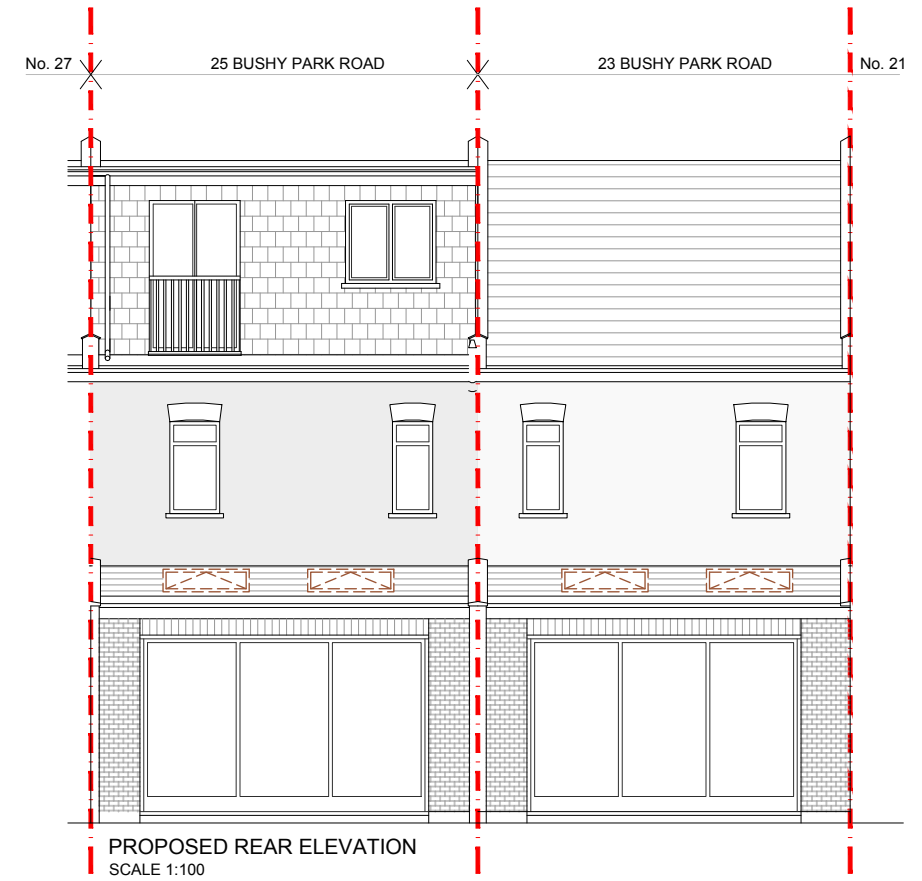 No. 27
25 BUSHY PARK ROAD
23 BUSHY PARK ROAD
No. 21
PROPOSED REAR ELEVATION
SCALE 1:100